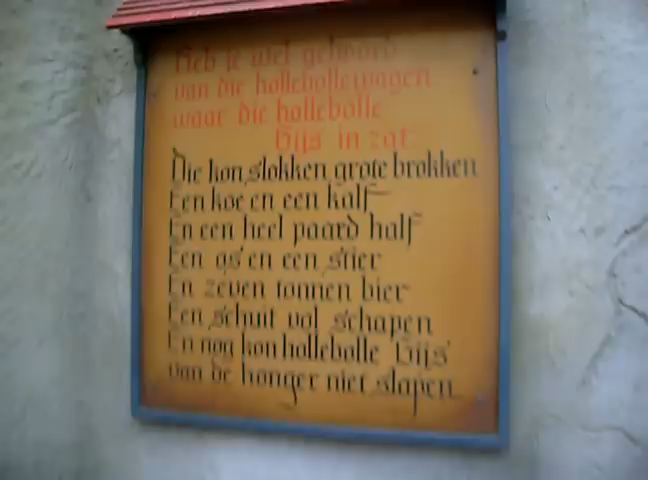 Heb je wel gehoord
van die hollebollewagen
waar die hollebolle
Gijs in zat
Die kon slokken grote brokken
Een koe en een kalf
En een heel paard half
Een os en een stier
En zeven tonnen bier
Een schuit vol schapen
En nog kon hollebolle Gijs
van de honger niet slapen